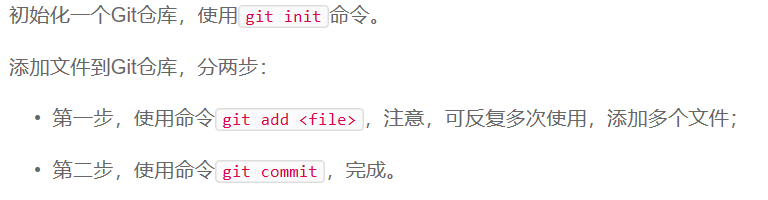 初始化一个Git仓库，使用git init命令。
添加文件到Git仓库，分两步：
• 第一步，使用命令git add <file>，注意，可反复多次使用，添加多个文件；
• 第二步，使用命令git commit，完成。